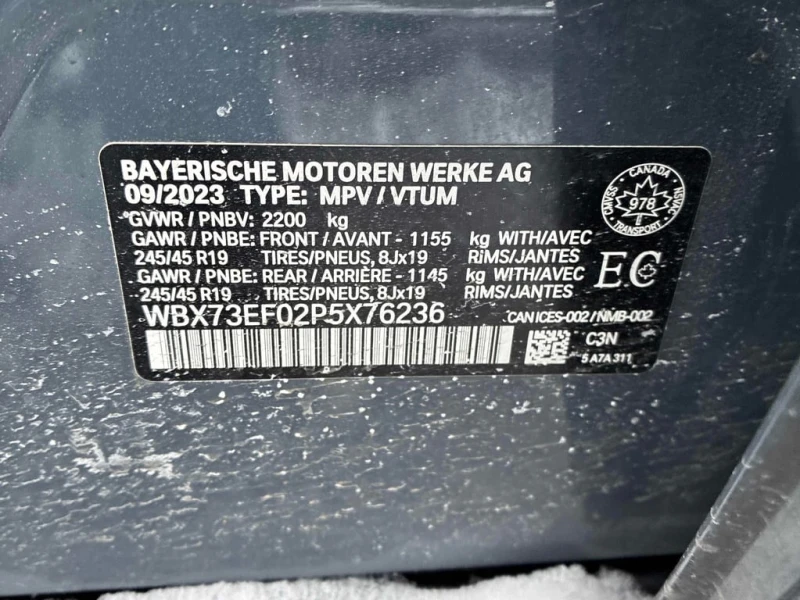 BAYERISCHE MOTOREN WERKE AG
09/2023 TYPE: MPV / VTUM
GVWR / PNBV: 2200 kg
GAWR / PNBE: FRONT / AVANT - 1155 kg WITH/AVEC
245/45 R19 TIRES/PNEUS, 8Jx19 RIMS/JANTES
GAWR / PNBE: REAR / ARRIÈRE - 1145 kg WITH/AVEC
245/45 R19 TIRES/PNEUS, 8Jx19 RIMS/JANTES
WBX73EF02P5X76236
CANADA
CMVSS
NSVAC
978
TRANSPORT
EC
CAN ICES-002 / NMB-002
C3N
5 A7A 311